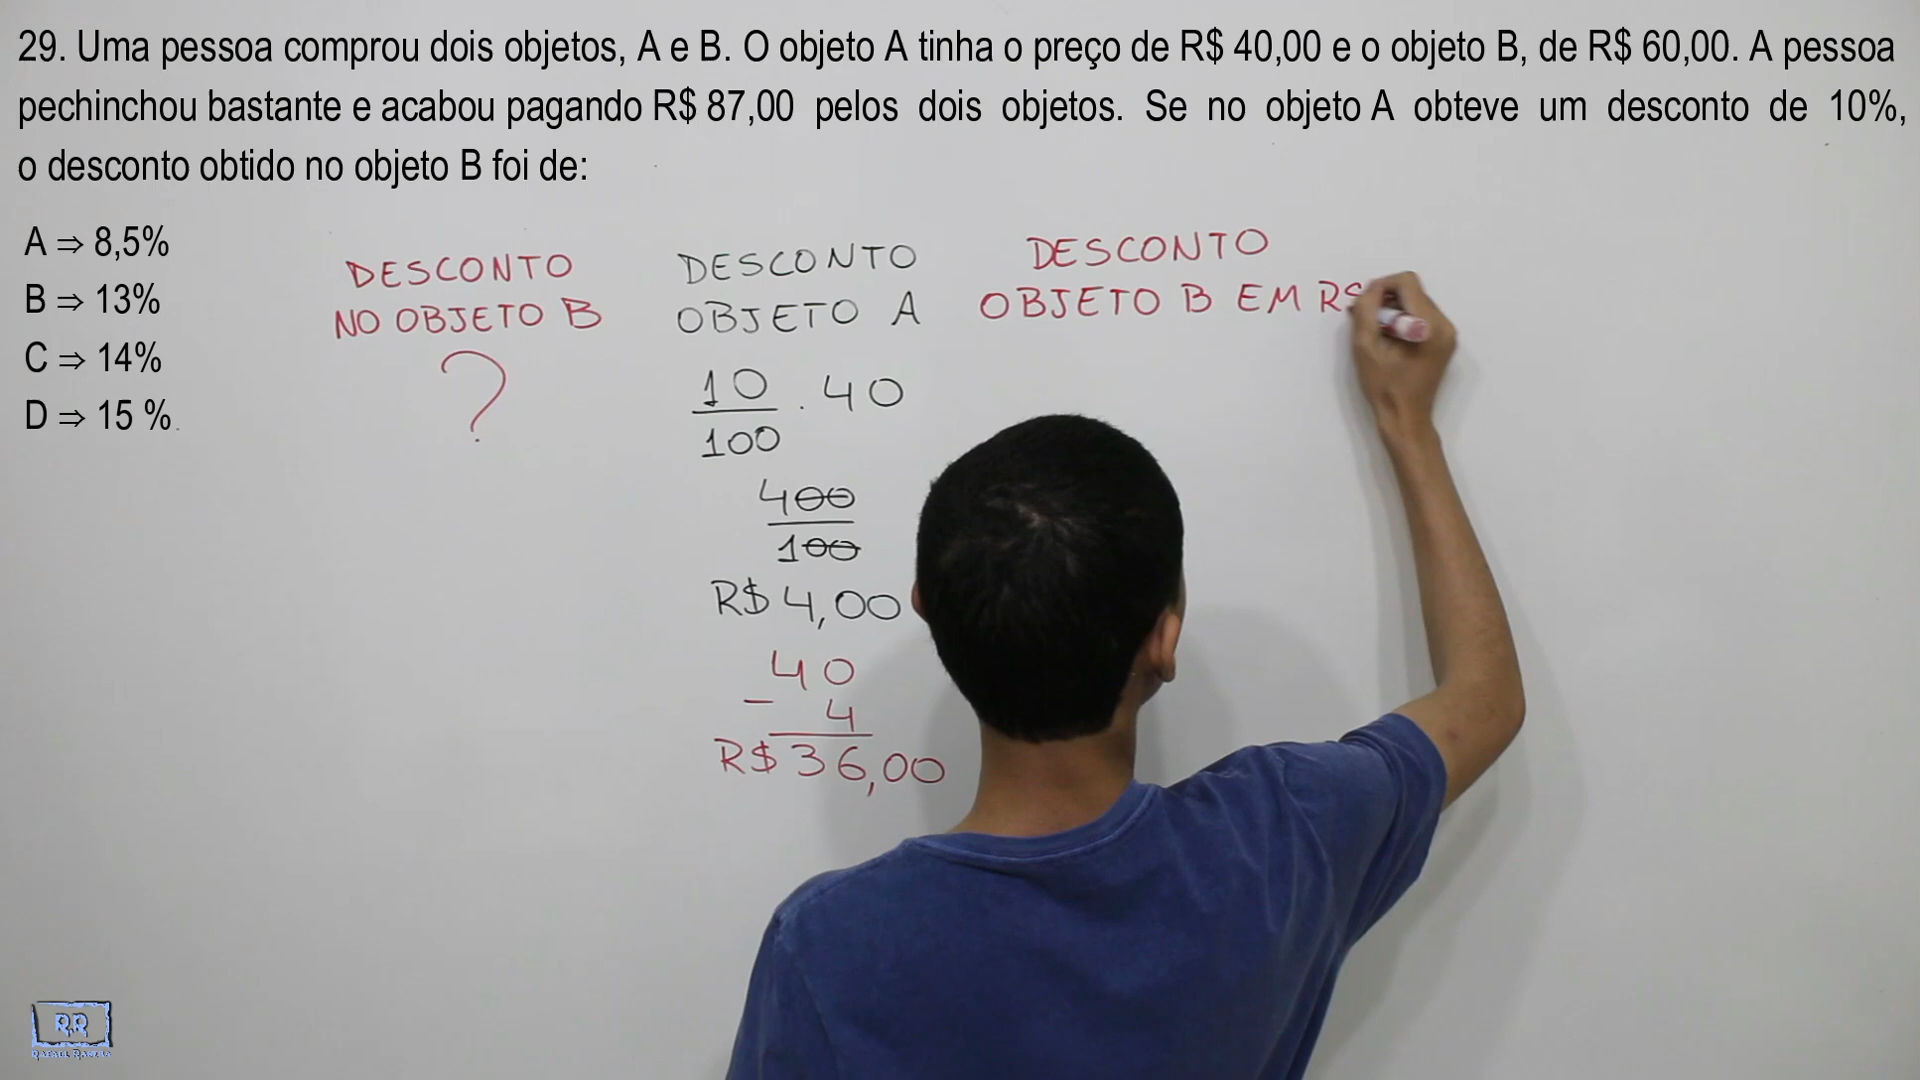 29. Uma pessoa comprou dois objetos, A e B. O objeto A tinha o preço de R$ 40,00 e o objeto B, de R$ 60,00. A pessoa
pechinchou bastante e acabou pagando R$ 87,00 pelos dois objetos. Se no objeto A obteve um desconto de 10%,
o desconto obtido no objeto B foi de:
A ⇒ 8,5%
B ⇒ 13%
C ⇒ 14%
D ⇒ 15 %
DESCONTO
NO OBJETO B
?
DESCONTO
OBJETO A
10
100
. 40
400
100
R$ 4,00
40
- 4
R$ 36,00
DESCONTO
OBJETO B EM R$
RR